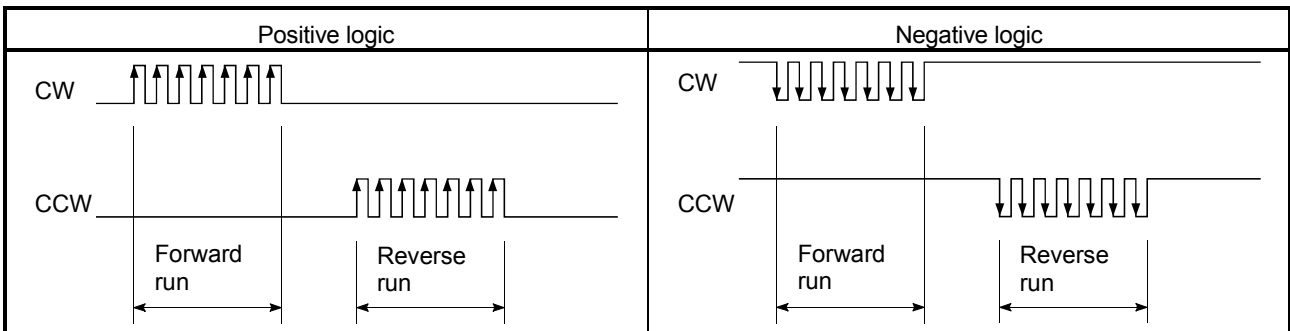 Positive logic
Negative logic
CW
CCW
Forward
run
Reverse
run
CW
CCW
Forward
run
Reverse
run